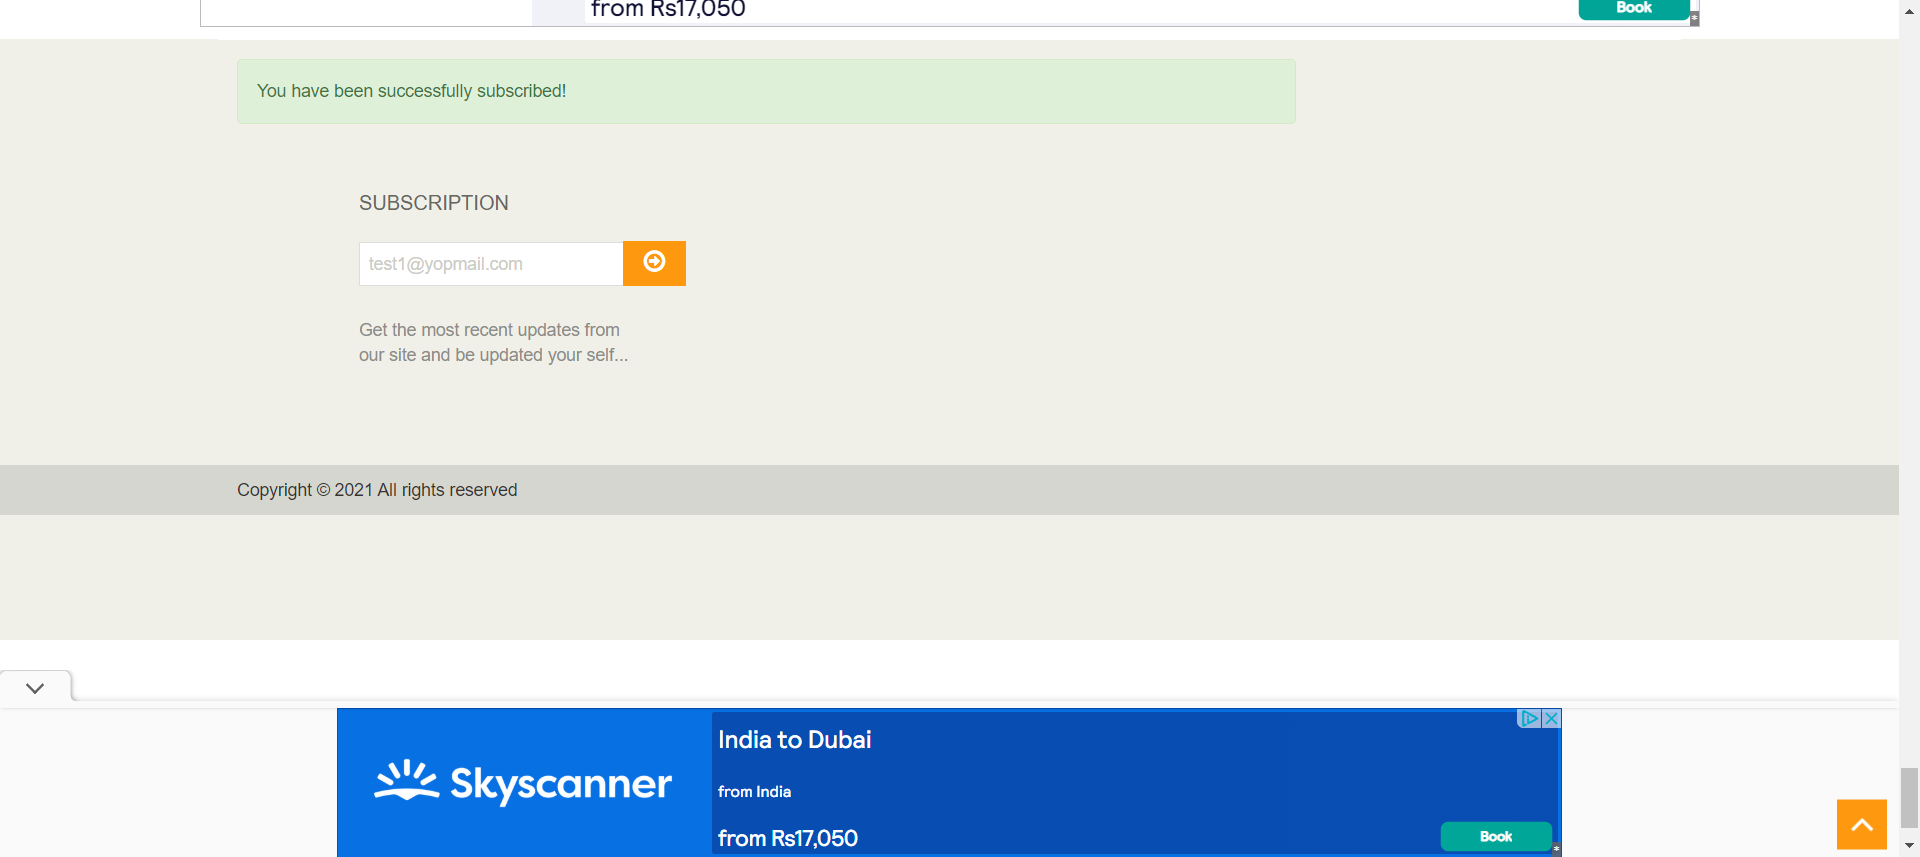 from Rs17,050
Book
*
You have been successfully subscribed!
SUBSCRIPTION
test1@yopmail.com
Get the most recent updates from
our site and be updated your self...
Copyright © 2021 All rights reserved
Skyscanner
India to Dubai
from India
from Rs17,050
Book
*